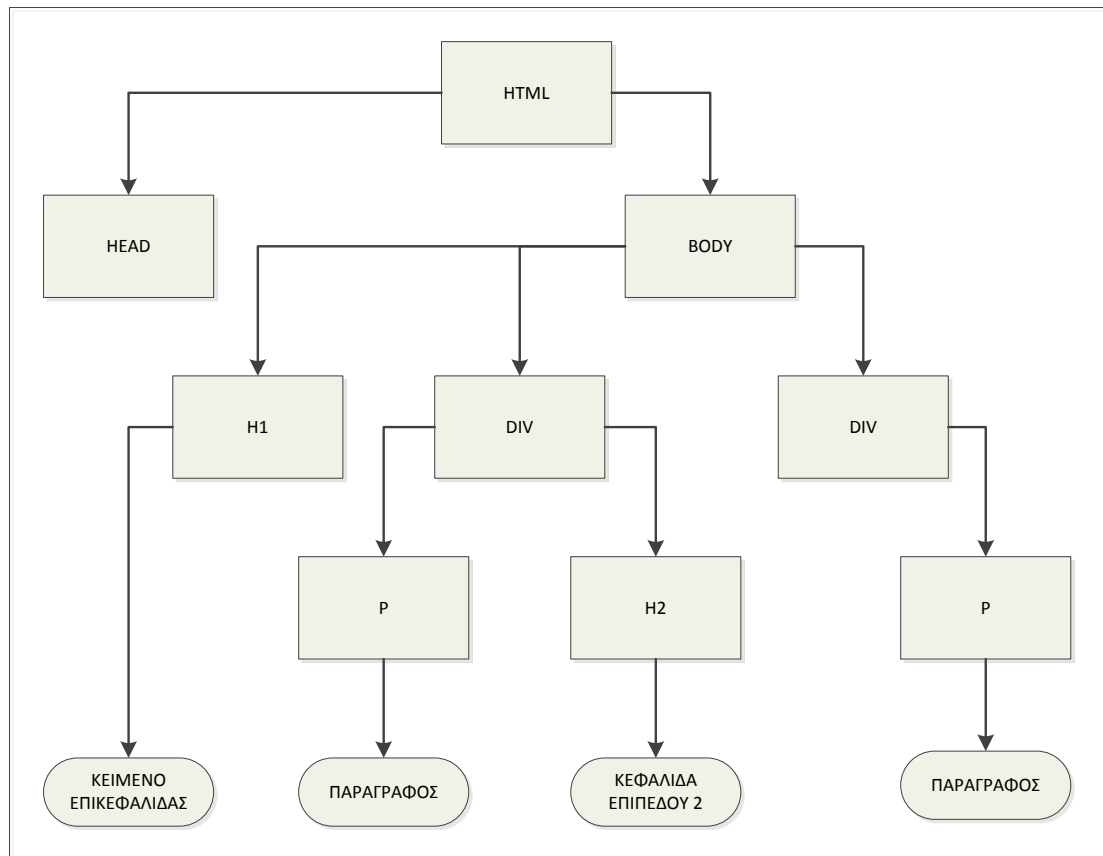 HTML
HEAD
BODY
H1
DIV
DIV
P
H2
P
ΚΕΙΜΕΝΟ
ΕΠΙΚΕΦΑΛΙΔΑΣ
ΠΑΡΑΓΡΑΦΟΣ
ΚΕΦΑΛΙΔΑ
ΕΠΙΠΕΔΟΥ 2
ΠΑΡΑΓΡΑΦΟΣ